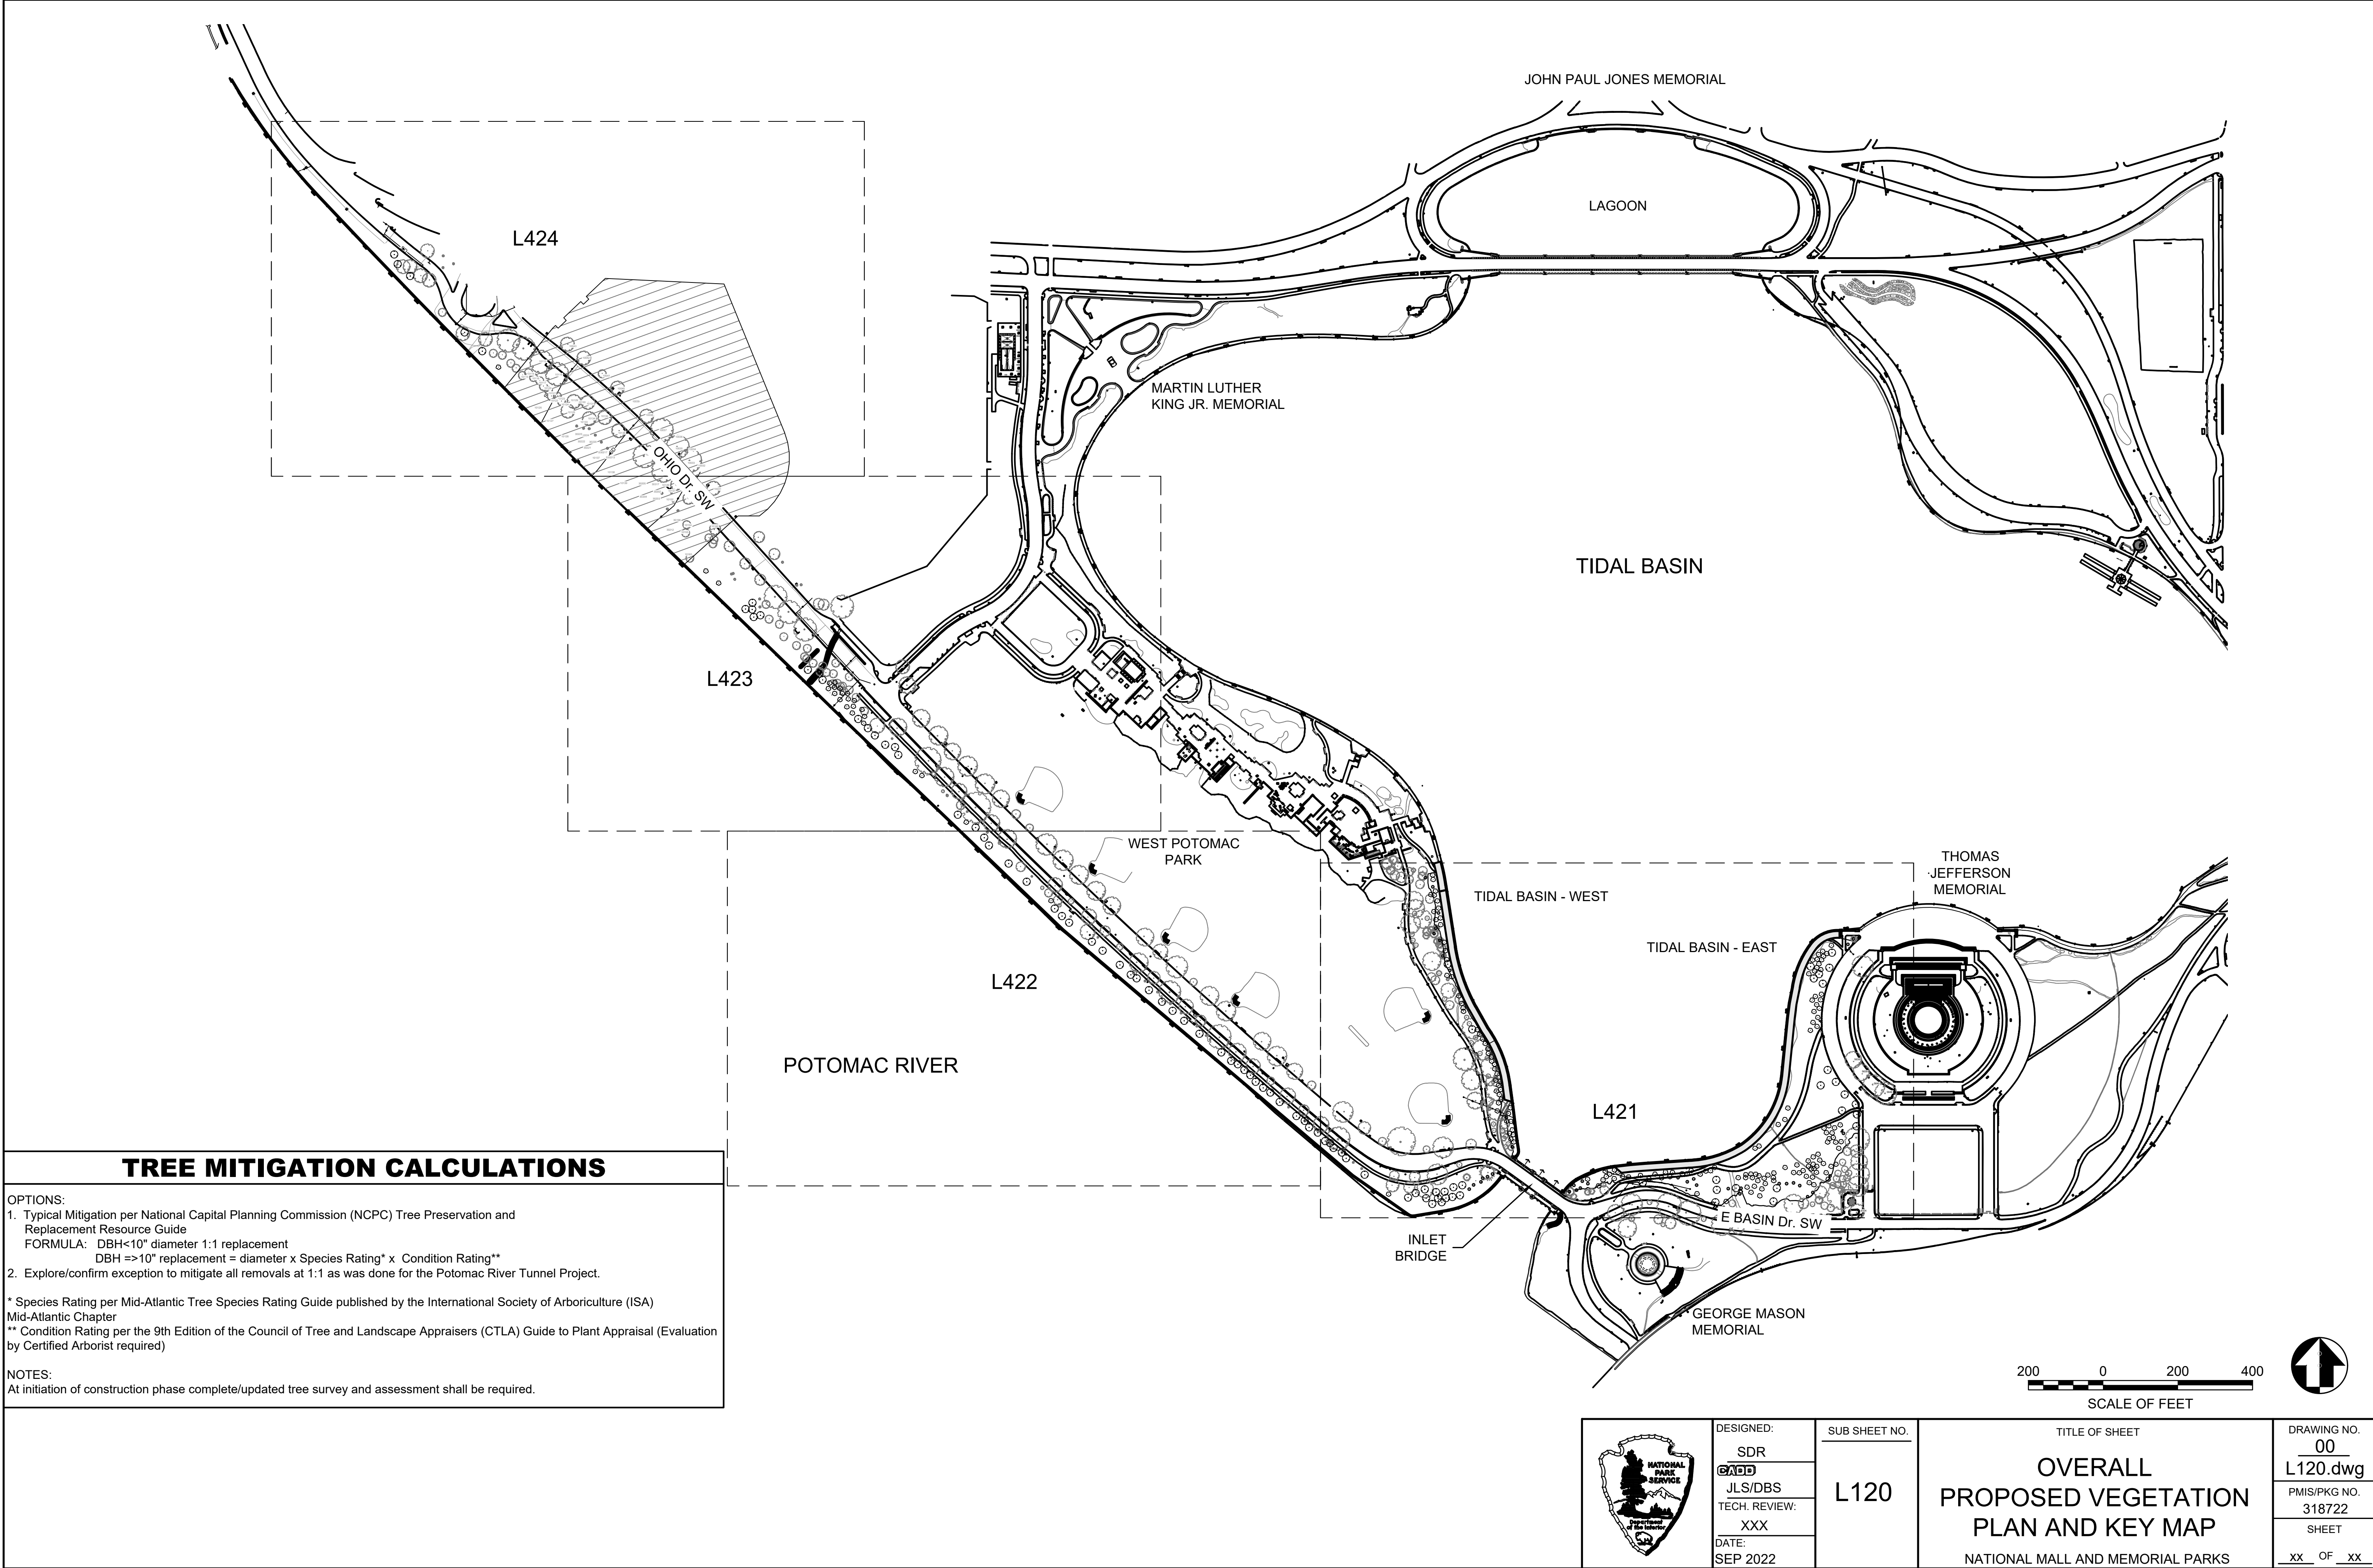 JOHN PAUL JONES MEMORIAL
LAGOON
L424
MARTIN LUTHER
KING JR. MEMORIAL
OHIO Dr. SW
TIDAL BASIN
L423
WEST POTOMAC
PARK
THOMAS
JEFFERSON
MEMORIAL
TIDAL BASIN - WEST
TIDAL BASIN - EAST
L422
POTOMAC RIVER
L421
E BASIN Dr. SW
INLET
BRIDGE
GEORGE MASON
MEMORIAL
TREE MITIGATION CALCULATIONS
OPTIONS:
1. Typical Mitigation per National Capital Planning Commission (NCPC) Tree Preservation and
Replacement Resource Guide
FORMULA: DBH<10" diameter 1:1 replacement
DBH =>10" replacement = diameter x Species Rating* x Condition Rating**
2. Explore/confirm exception to mitigate all removals at 1:1 as was done for the Potomac River Tunnel Project.
* Species Rating per Mid-Atlantic Tree Species Rating Guide published by the International Society of Arboriculture (ISA)
Mid-Atlantic Chapter
** Condition Rating per the 9th Edition of the Council of Tree and Landscape Appraisers (CTLA) Guide to Plant Appraisal (Evaluation
by Certified Arborist required)
NOTES:
At initiation of construction phase complete/updated tree survey and assessment shall be required.
200 0 200 400
SCALE OF FEET
NATIONAL
PARK
SERVICE
Department
of the Interior
DESIGNED:
SDR
CADD
JLS/DBS
TECH. REVIEW:
XXX
DATE:
SEP 2022
SUB SHEET NO.
L120
TITLE OF SHEET
OVERALL
PROPOSED VEGETATION
PLAN AND KEY MAP
NATIONAL MALL AND MEMORIAL PARKS
DRAWING NO.
00
L120.dwg
PMIS/PKG NO.
318722
SHEET
xx OF xx